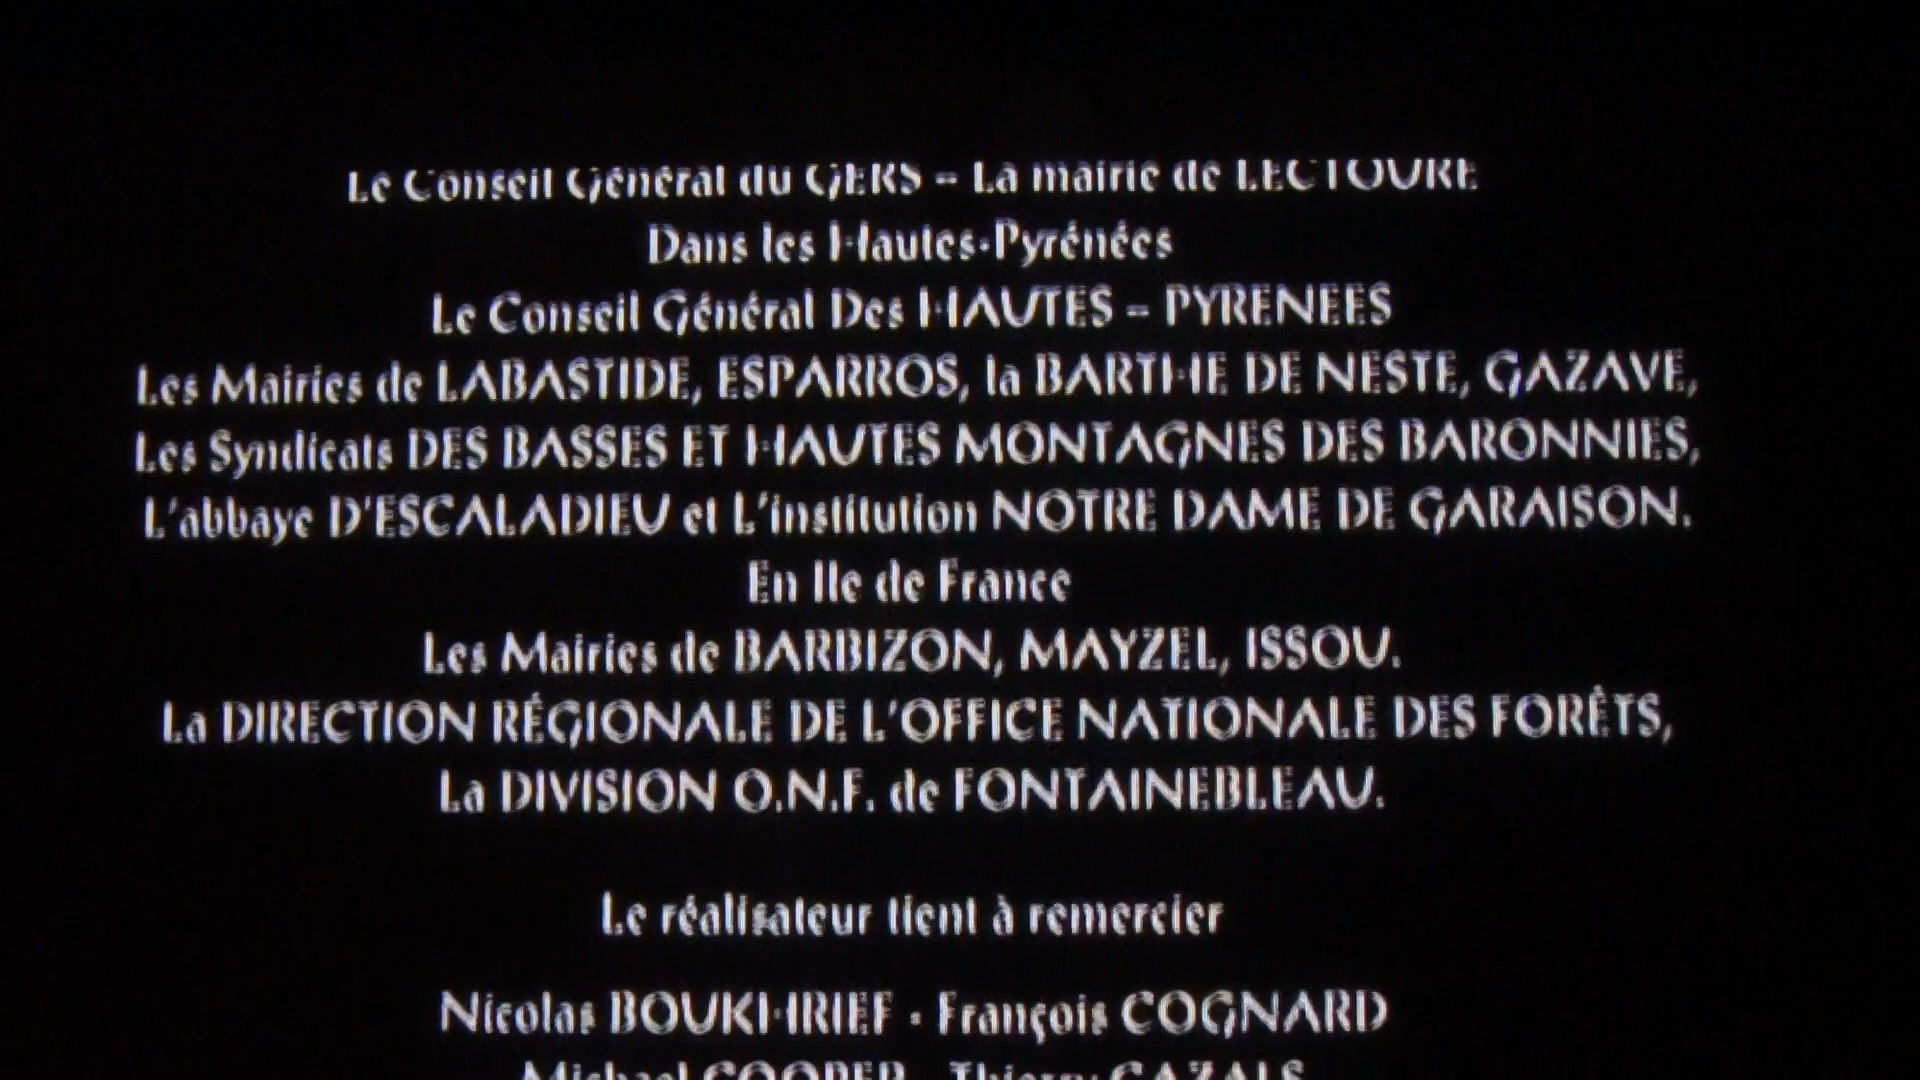 Le Conseil Général du GERS - La mairie de LECTOURE
Dans les Hautes-Pyrénées
Le Conseil Général Des HAUTES - PYRENEES
Les Mairies de LABASTIDE, ESPARROS, la BARTHE DE NESTE, GAZAVE,
Les Syndicats DES BASSES ET HAUTES MONTAGNES DES BARONNIES,
L'abbaye D'ESCALADIEU et L'institution NOTRE DAME DE GARAISON.
En Ile de France
Les Mairies de BARBIZON, MAYZEL, ISSOU.
La DIRECTION RÉGIONALE DE L'OFFICE NATIONALE DES FORÊTS,
La DIVISION O.N.F. de FONTAINEBLEAU.
Le réalisateur tient à remercier
Nicolas BOUKHRIEF - François COGNARD
Michael COOPER - Thierry CAZALS